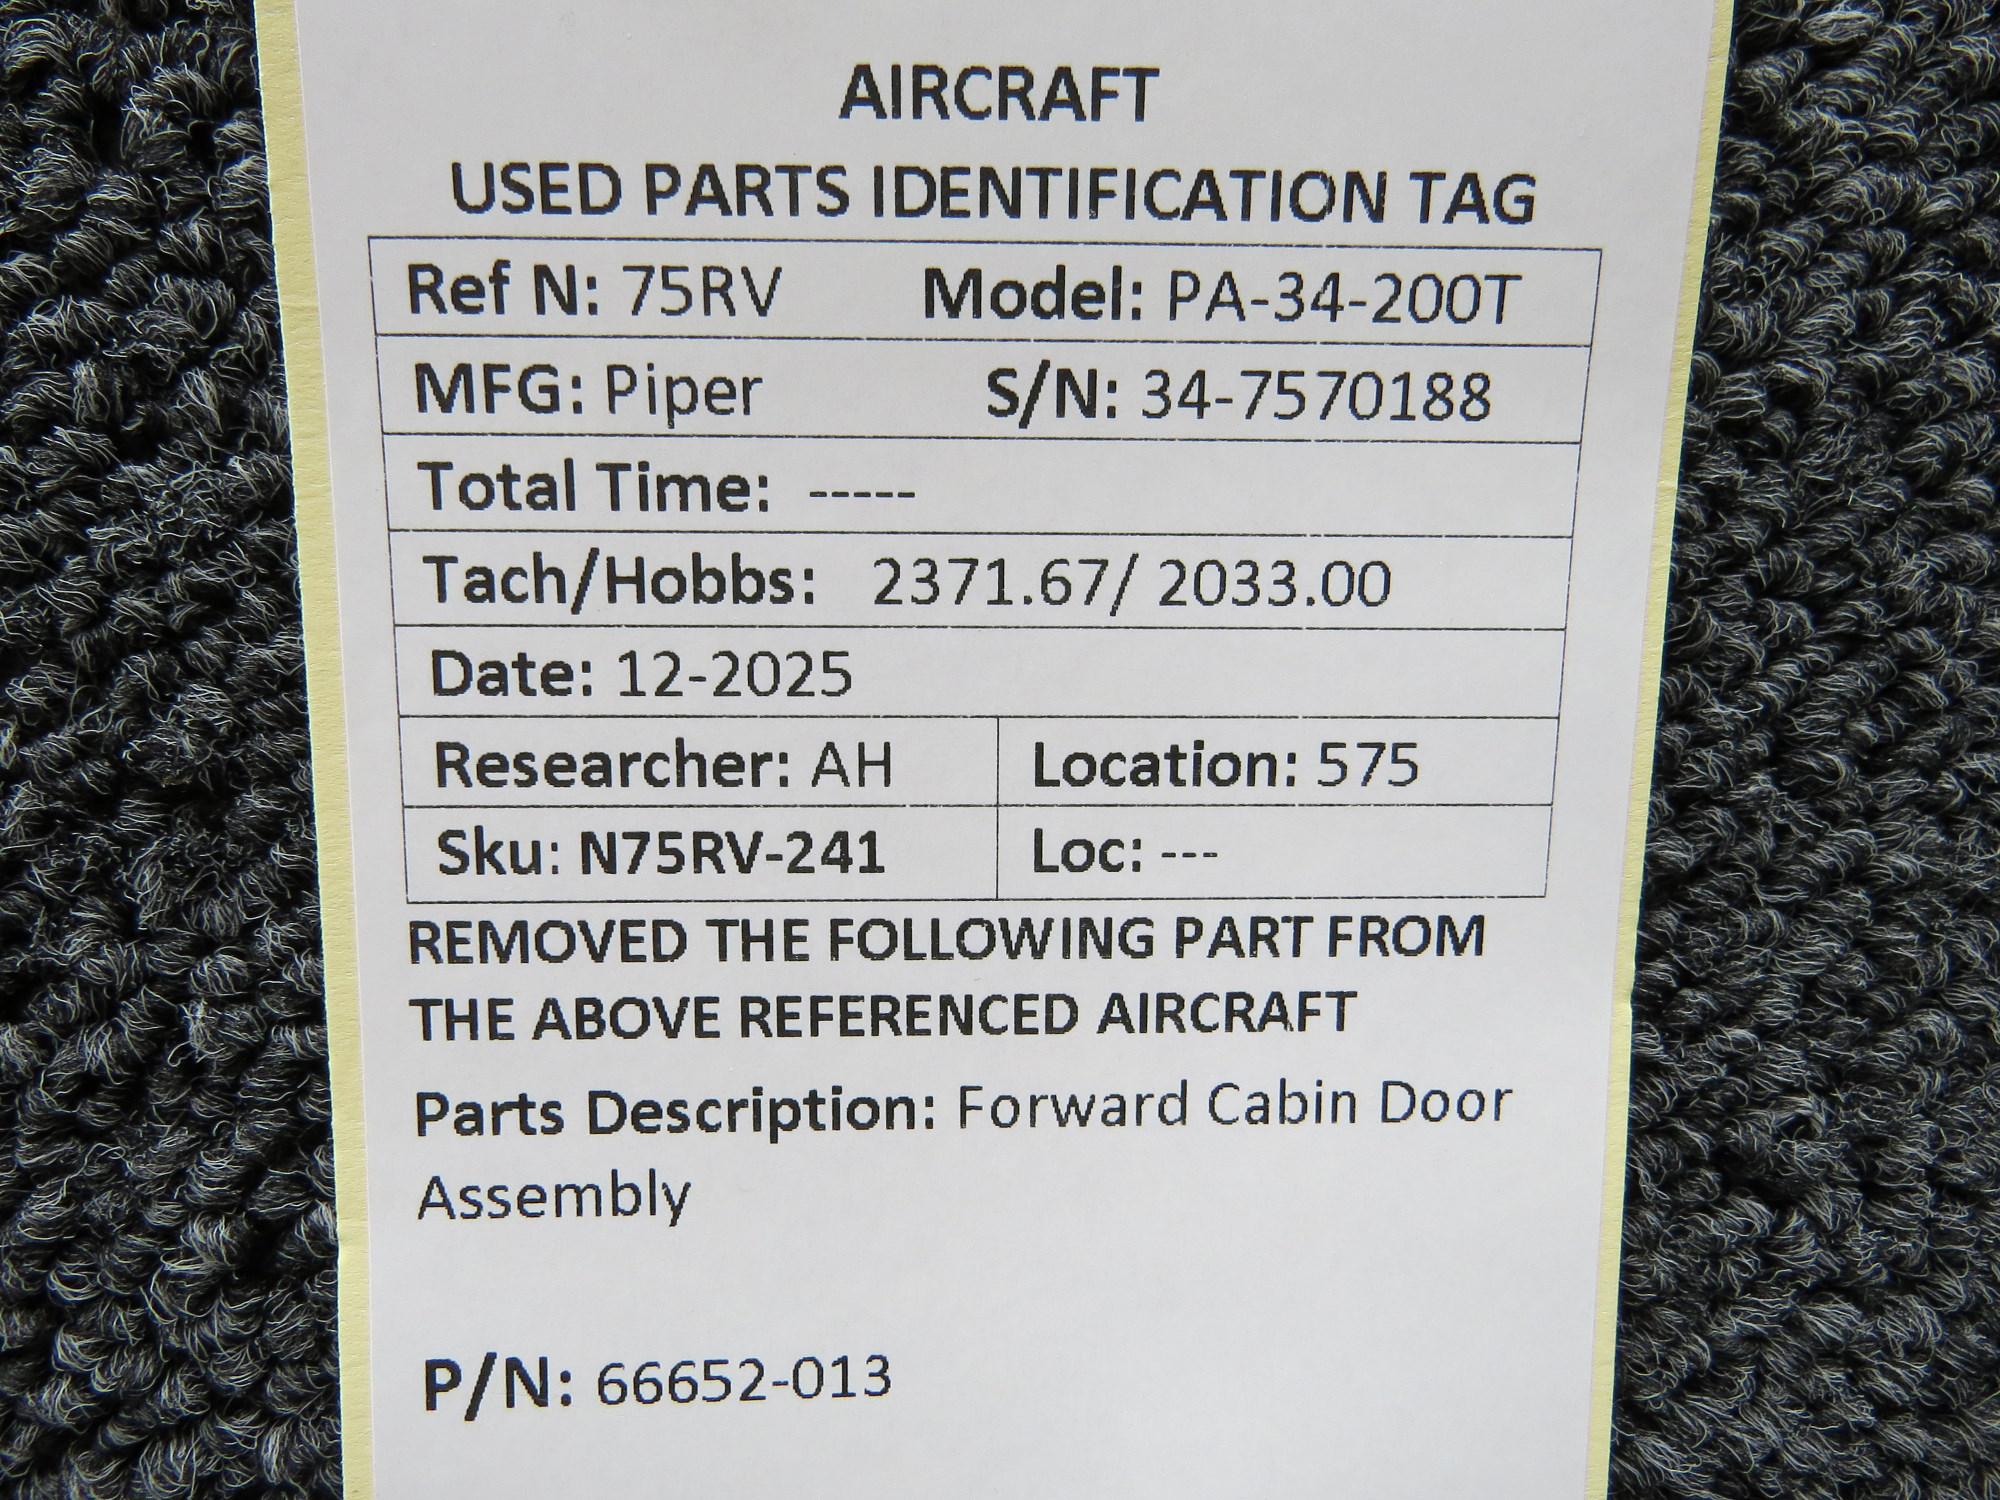 AIRCRAFT
USED PARTS IDENTIFICATION TAG
Ref N: 75RV Model: PA-34-200T
MFG: Piper S/N: 34-7570188
Total Time: -----
Tach/Hobbs: 2371.67/ 2033.00
Date: 12-2025
Researcher: AH Location: 575
Sku: N75RV-241 Loc: ---
REMOVED THE FOLLOWING PART FROM
THE ABOVE REFERENCED AIRCRAFT
Parts Description: Forward Cabin Door
Assembly
P/N: 66652-013